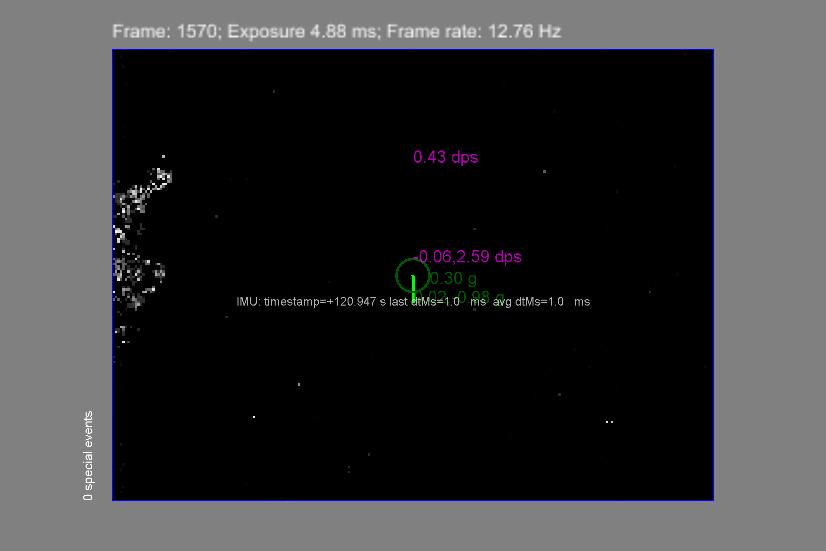 Frame: 1570; Exposure 4.88 ms; Frame rate: 12.76 Hz
0.43 dps
-0.06,2.59 dps
0.30 g
IMU: timestamp=+120.947 s last dtMs=1.0 ms avg dtMs=1.0 ms
0 special events